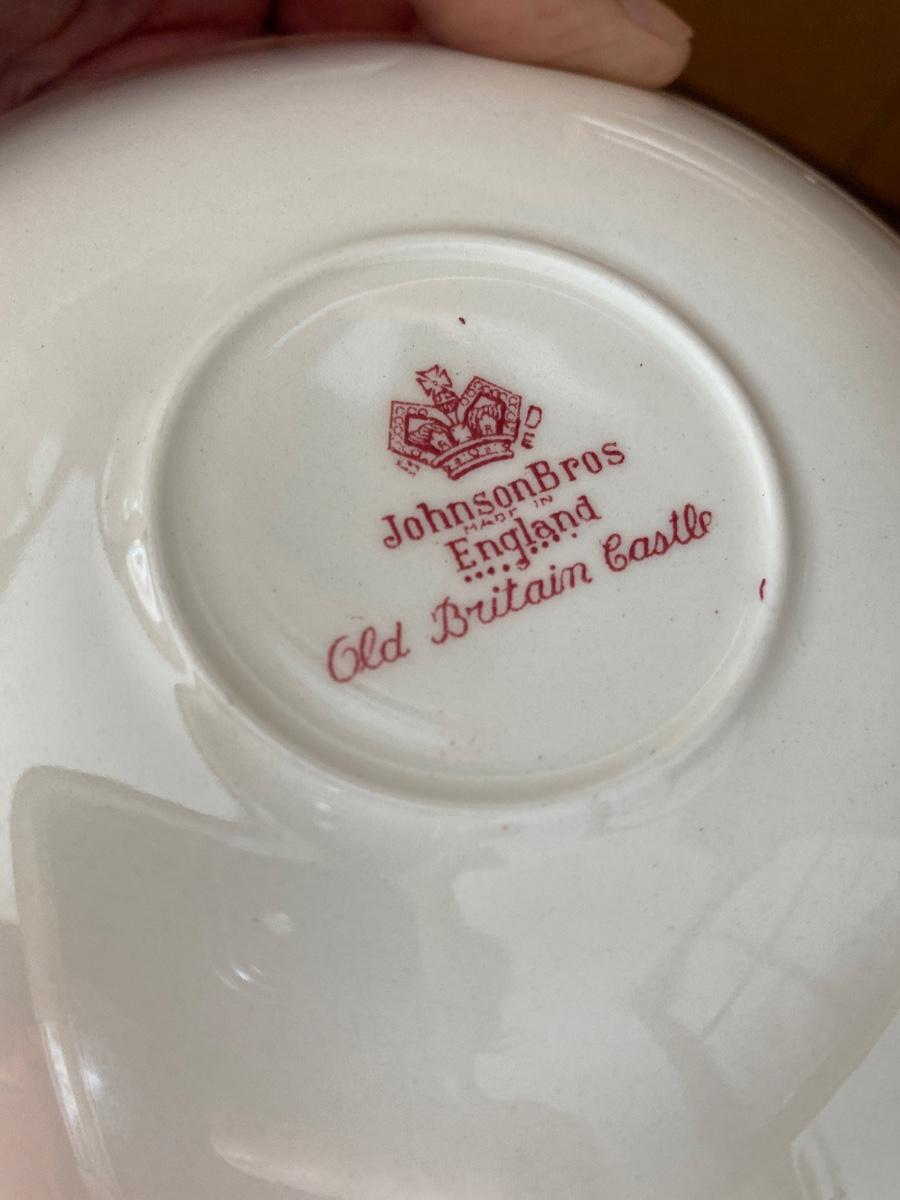 D
E
JohnsonBros
MADE IN
England
Old Britain Castle